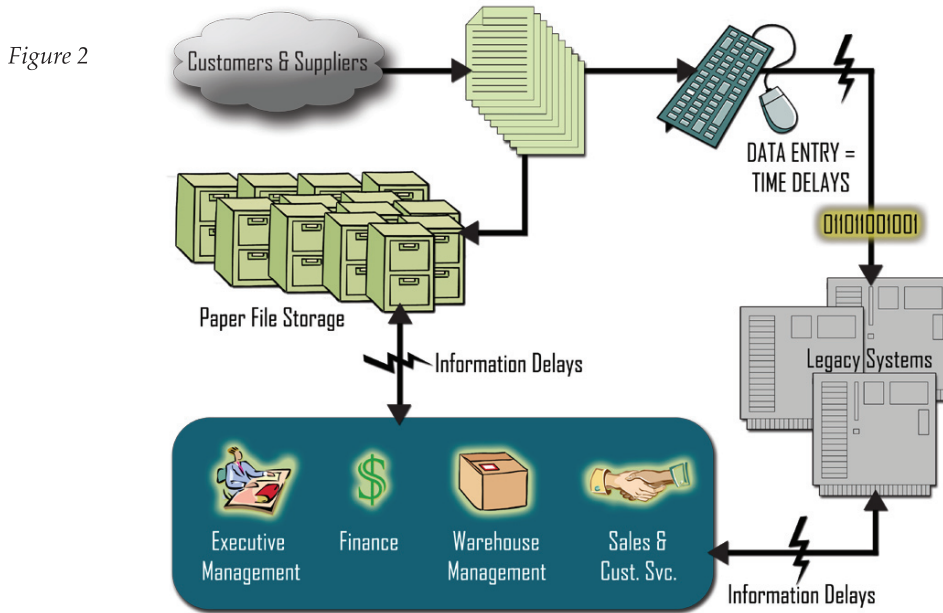 Figure 2
Customers & Suppliers
DATA ENTRY =
TIME DELAYS
011011001001
Paper File Storage
Information Delays
Legacy Systems
Executive
Management
Finance
Warehouse
Management
Sales &
Cust. Svc.
Information Delays